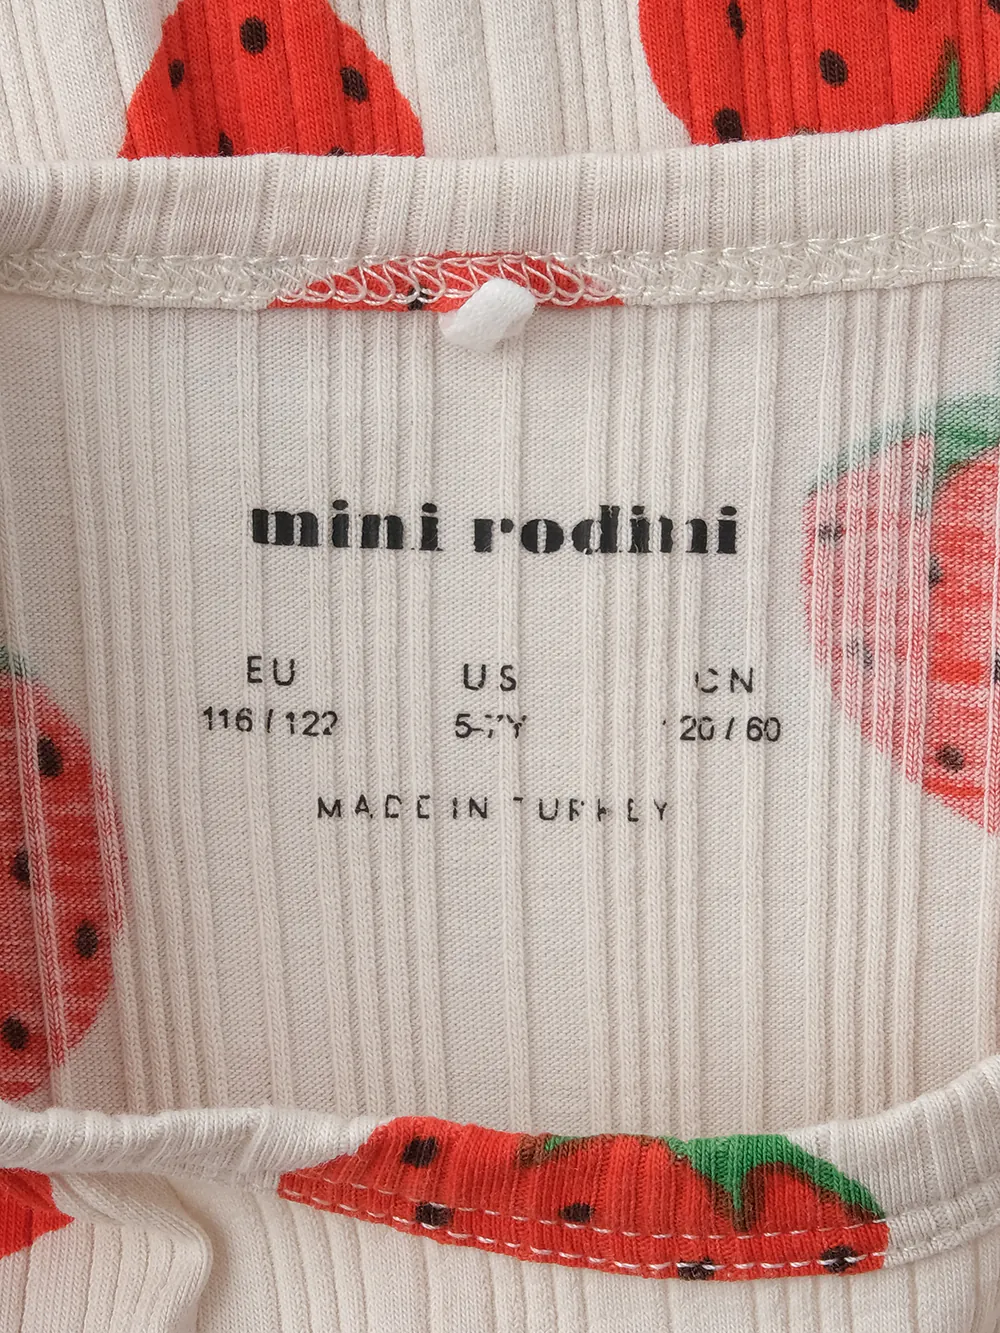 mini rodini
EU US CN
116 / 122 5-7Y 120 / 60
MADE IN TURKEY